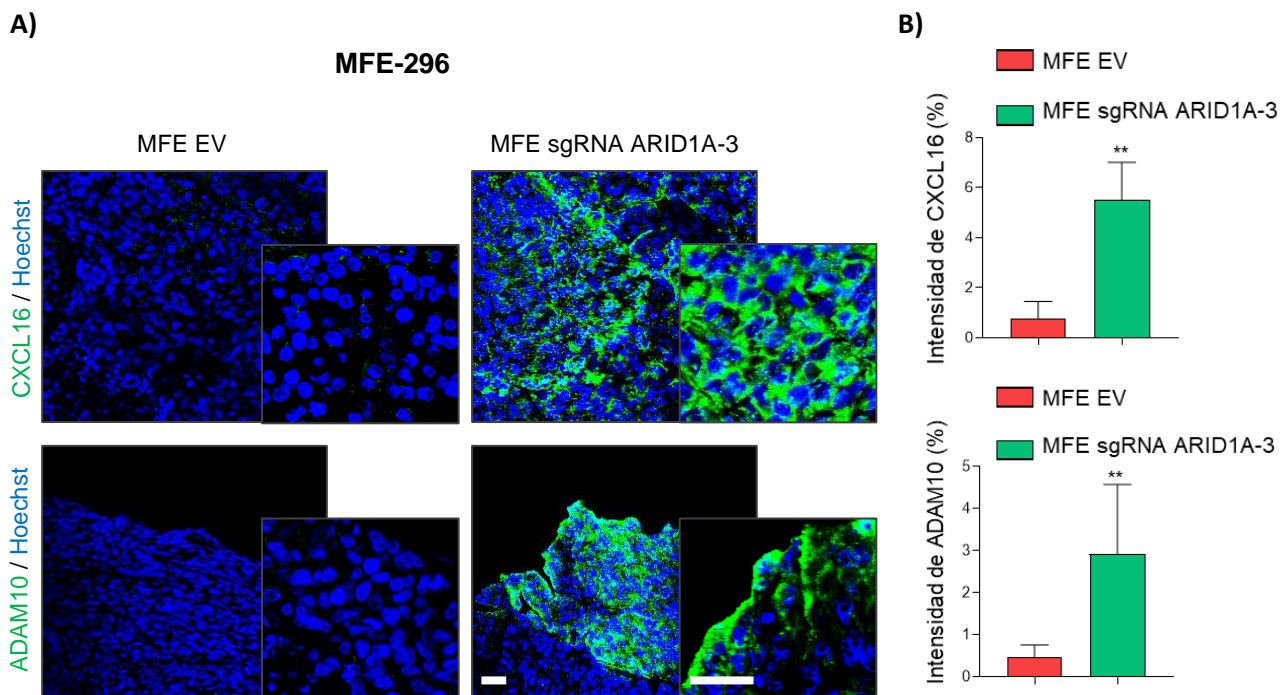 A)
MFE-296
MFE EV
MFE sgRNA ARID1A-3
CXCL16 / Hoechst
ADAM10 / Hoechst
B)
MFE EV
MFE sgRNA ARID1A-3
Intensidad de CXCL16 (%)
8
6
4
2
0
**
MFE EV
MFE sgRNA ARID1A-3
Intensidad de ADAM10 (%)
5
4
3
2
1
0
**